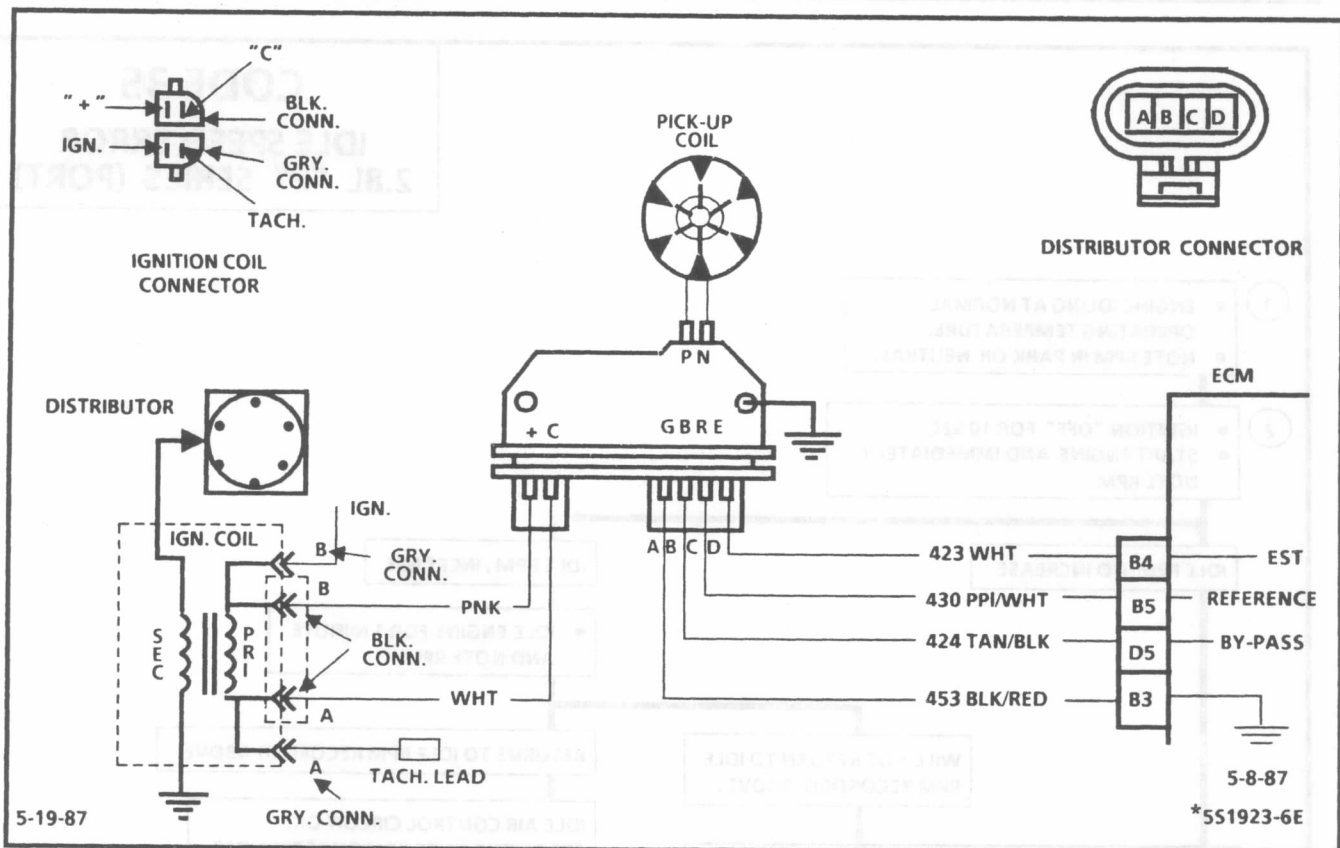 "C"
"+"
BLK.
CONN.
IGN.
GRY.
CONN.
TACH.
IGNITION COIL
CONNECTOR
PICK-UP
COIL
A B C D
DISTRIBUTOR CONNECTOR
P N
+ C
G B R E
ECM
DISTRIBUTOR
IGN. COIL
IGN.
B
GRY.
CONN.
B
PNK
SEC
PRI
BLK.
CONN.
WHT
A
A
TACH. LEAD
GRY. CONN.
A B C D
423 WHT
B4
EST
430 PPl/WHT
B5
REFERENCE
424 TAN/BLK
D5
BY-PASS
453 BLK/RED
B3
5-19-87
5-8-87
*5S1923-6E